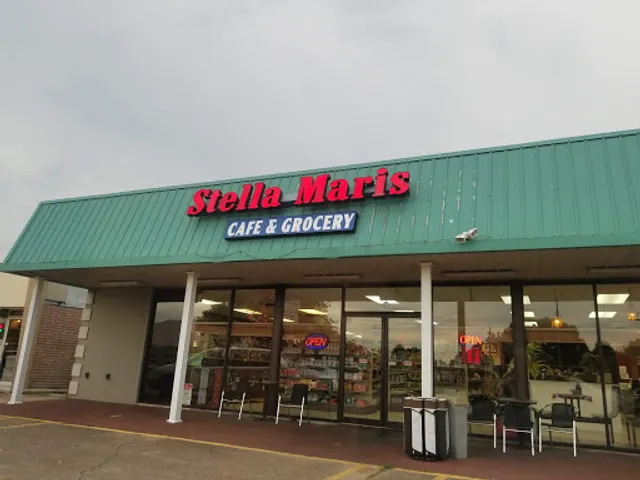 Stella Maris
CAFE & GROCERY
OPEN
OPEN